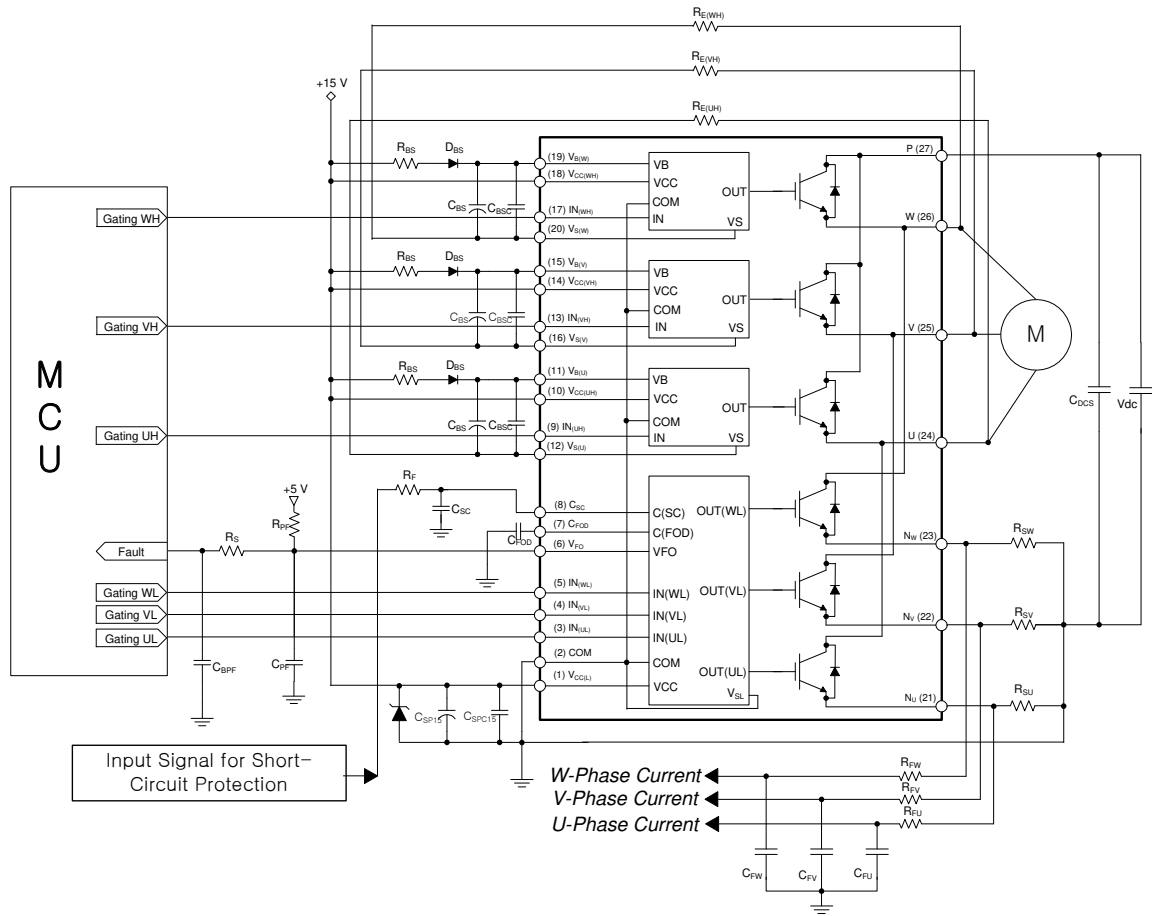 R_E(WH)
R_E(VH)
R_E(UH)
+15 V
R_BS
D_BS
C_BS
C_BSC
(19) V_B(W)
(18) V_CC(WH)
(17) IN_(WH)
(20) V_S(W)
VB
VCC
COM
IN
OUT
VS
P (27)
W (26)
Gating WH
R_BS
D_BS
C_BS
C_BSC
(15) V_B(V)
(14) V_CC(VH)
(13) IN_(VH)
(16) V_S(V)
VB
VCC
COM
IN
OUT
VS
V (25)
Gating VH
M
MCU
R_BS
D_BS
C_BS
C_BSC
(11) V_B(U)
(10) V_CC(UH)
(9) IN_(UH)
(12) V_S(U)
VB
VCC
COM
IN
OUT
VS
U (24)
Gating UH
C_DCS
Vdc
R_F
C_SC
+5 V
R_PF
R_S
C_FOD
Fault
Gating WL
Gating VL
Gating UL
C_BPF
C_PF
(8) C_SC
(7) C_FOD
(6) V_FO
(5) IN_(WL)
(4) IN_(VL)
(3) IN_(UL)
(2) COM
(1) V_CC(L)
C(SC)
C(FOD)
VFO
IN(WL)
IN(VL)
IN(UL)
COM
VCC
OUT(WL)
OUT(VL)
OUT(UL)
V_SL
N_W (23)
N_V (22)
N_U (21)
R_SW
R_SV
R_SU
C_SP15
C_SPC15
Input Signal for Short-
Circuit Protection
W-Phase Current
V-Phase Current
U-Phase Current
R_FW
R_FV
R_FU
C_FW
C_FV
C_FU